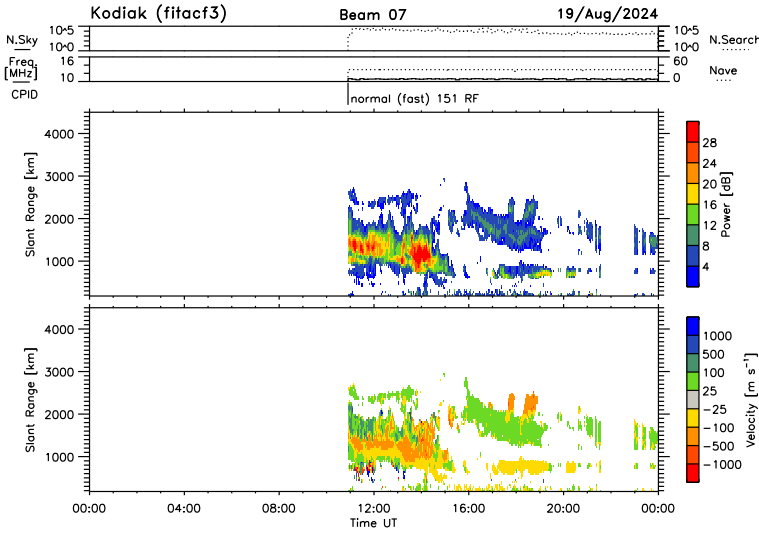 Kodiak (fitacf3) Beam 07 19/Aug/2024
N.Sky 10^5 10^0 10^5 10^0 N.Search
Freq. [MHz] 16 10 60 0 Nave
CPID normal (fast) 151 RF
Slant Range [km] 4000 3000 2000 1000
28 24 20 16 12 8 4 Power [dB]
Slant Range [km] 4000 3000 2000 1000
1000 500 100 25 −25 −100 −500 −1000 Velocity [m s⁻¹]
00:00 04:00 08:00 12:00 16:00 20:00 00:00
Time UT